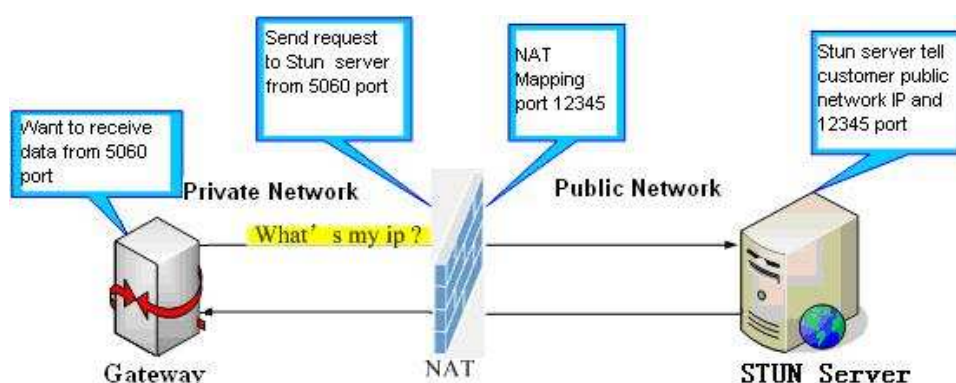 Send request
to Stun server
from 5060 port
NAT
Mapping
port 12345
Stun server tell
customer public
network IP and
12345 port
Want to receive
data from 5060
port
Private Network
Public Network
What's my ip?
Gateway
NAT
STUN Server